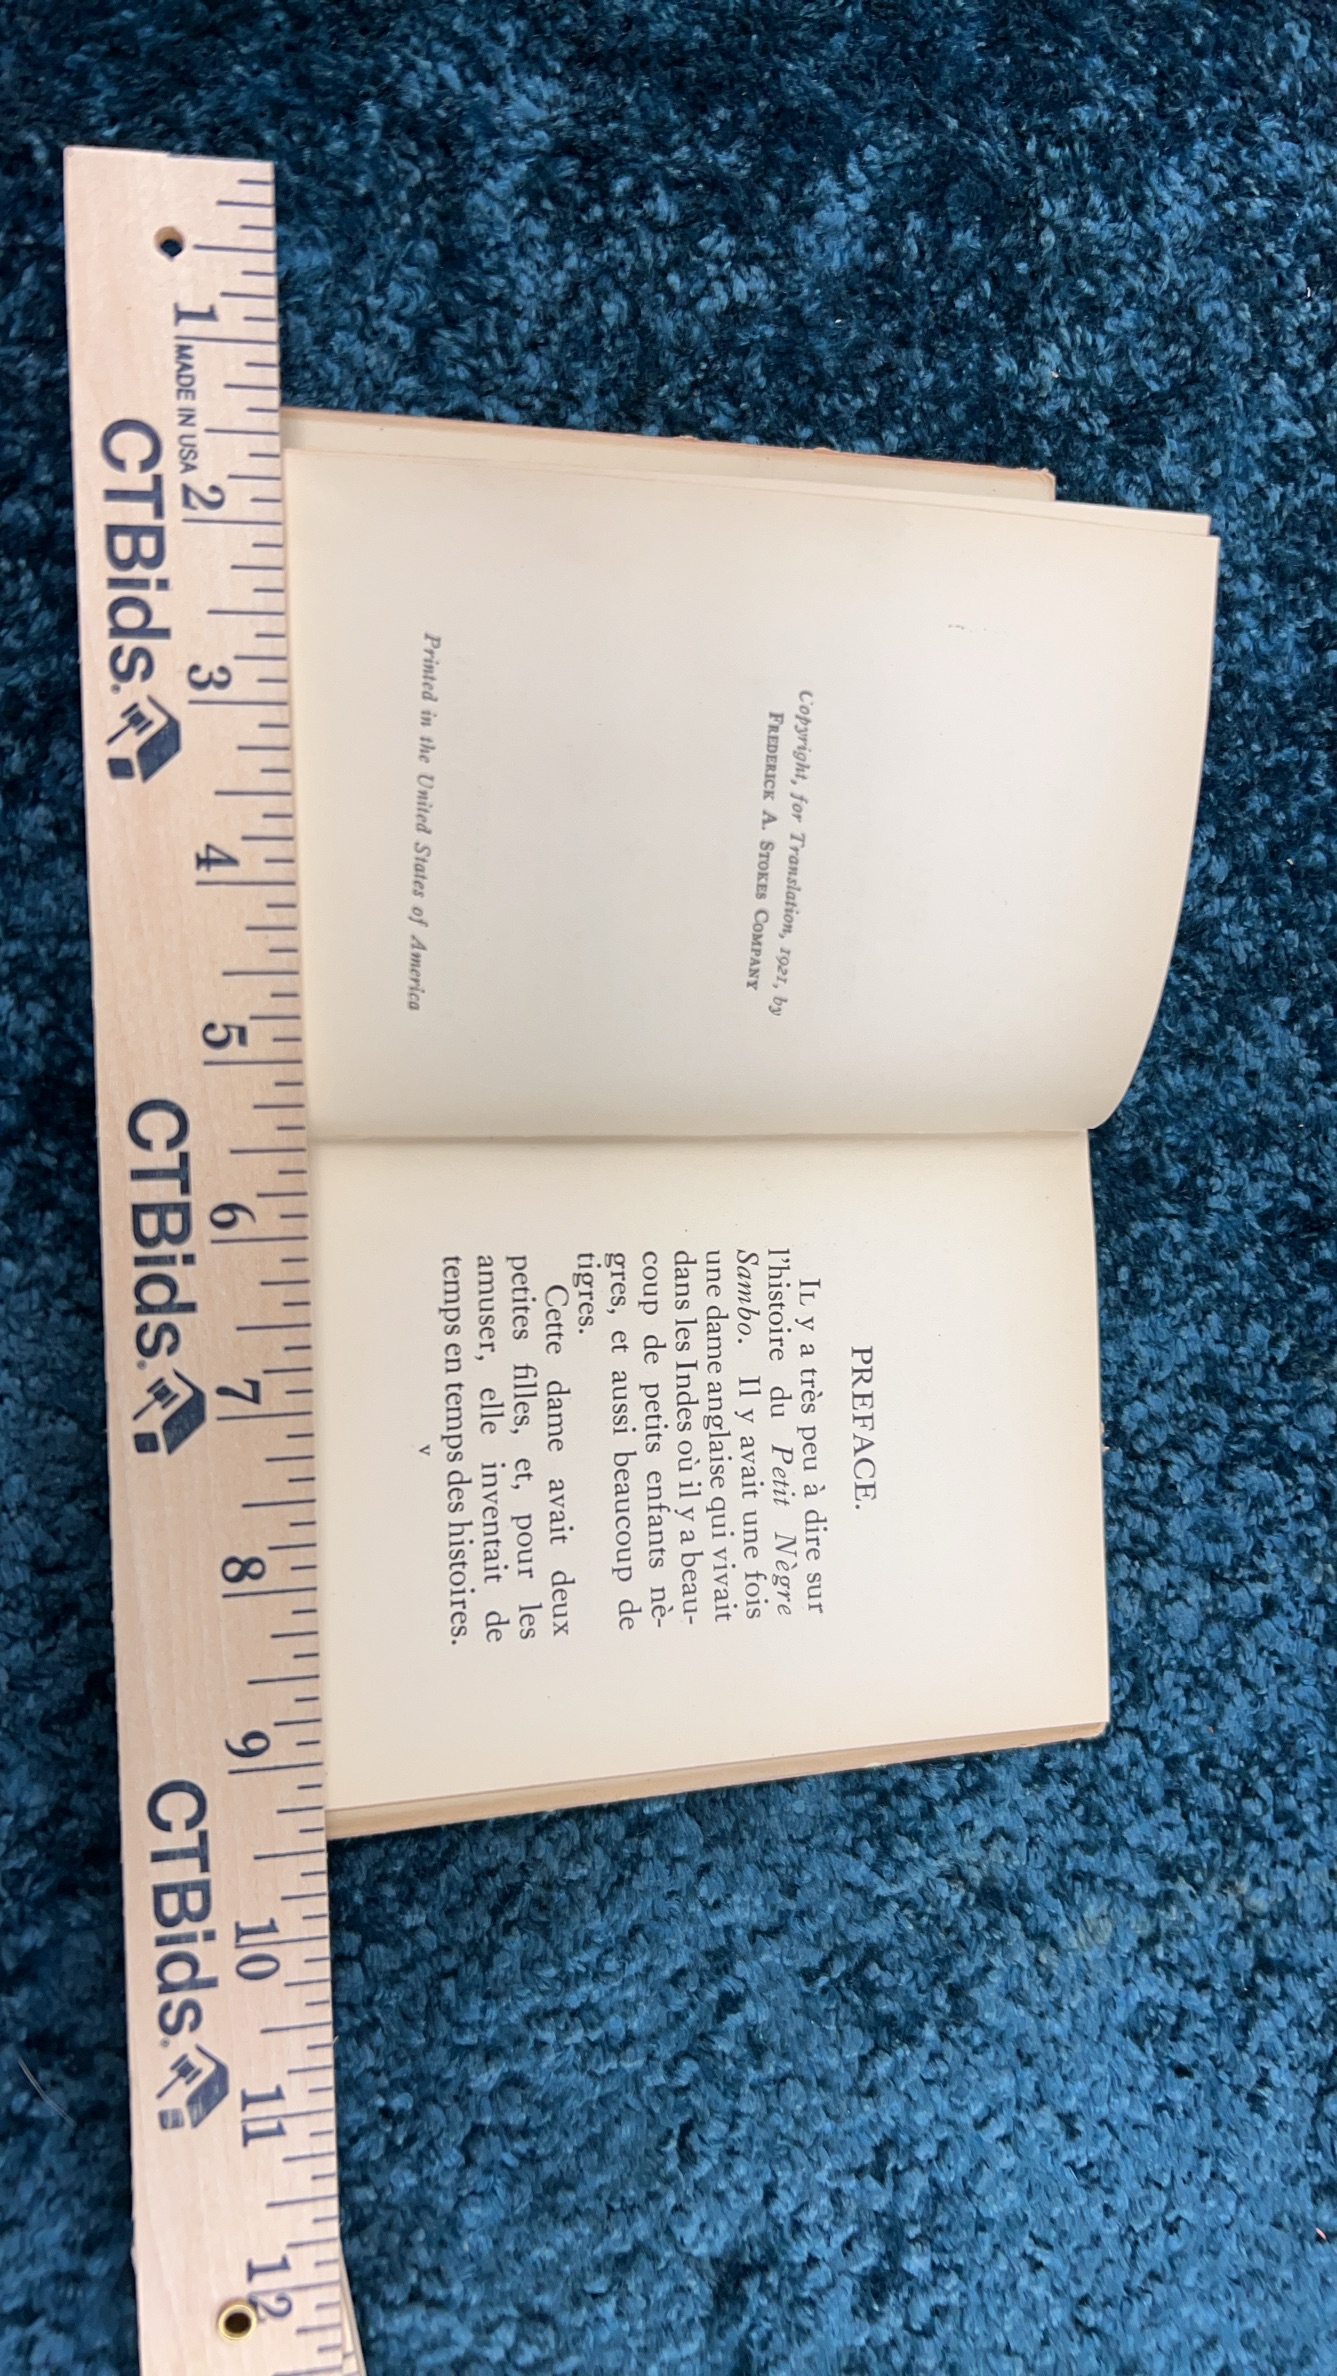 Copyright, for Translation, 1921, by
FREDERICK A. STOKES COMPANY
Printed in the United States of America
PREFACE.
IL y a très peu à dire sur
l'histoire du Petit Nègre
Sambo. Il y avait une fois
une dame anglaise qui vivait
dans les Indes où il y a beau-
coup de petits enfants nè-
gres, et aussi beaucoup de
tigres.
Cette dame avait deux
petites filles, et, pour les
amuser, elle inventait de
temps en temps des histoires.
v
1 2 3 4 5 6 7 8 9 10 11 12
MADE IN USA
CTBids. CTBids. CTBids.